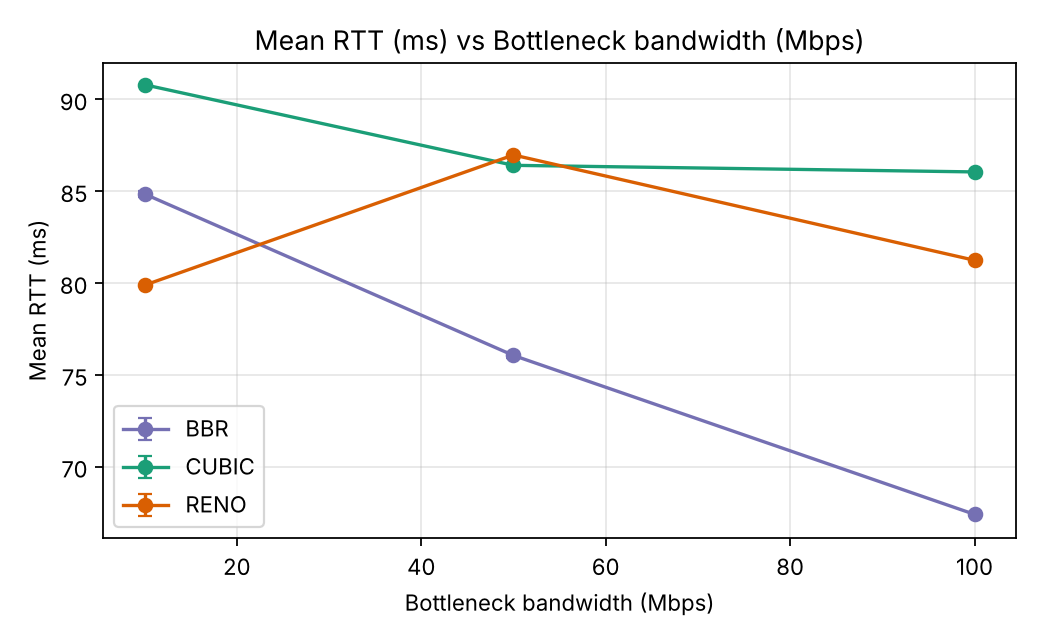 Mean RTT (ms) vs Bottleneck bandwidth (Mbps)
Mean RTT (ms)
90
85
80
75
70
BBR
CUBIC
RENO
20 40 60 80 100
Bottleneck bandwidth (Mbps)